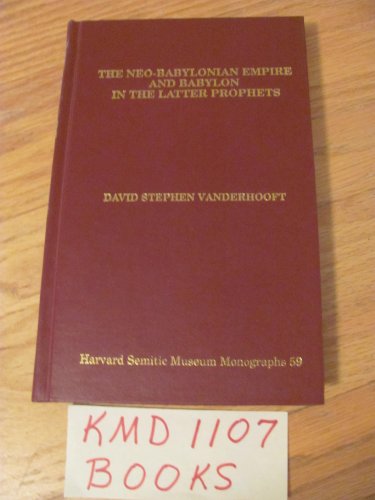 THE NEO-BABYLONIAN EMPIRE
AND BABYLON
IN THE LATTER PROPHETS
DAVID STEPHEN VANDERHOOFT
Harvard Semitic Museum Monographs 59
KMD 1107
BOOKS